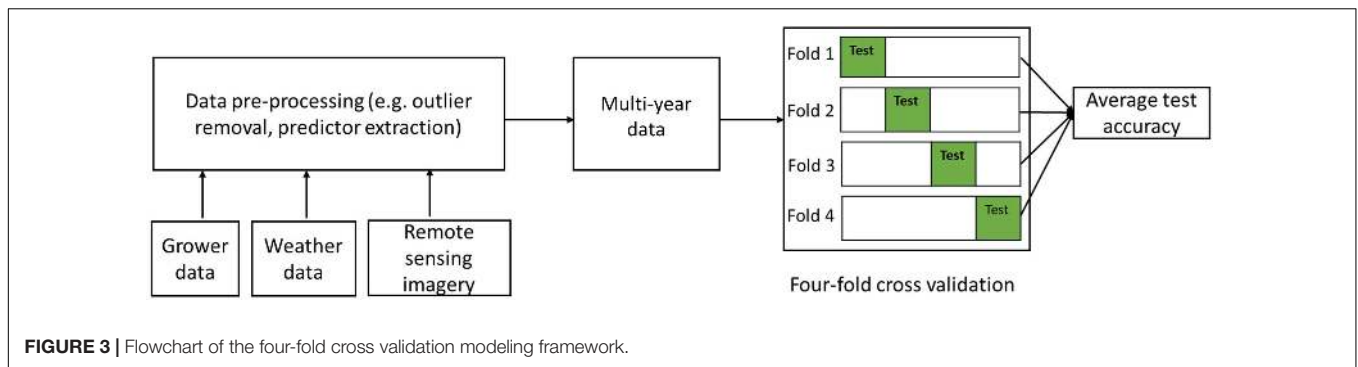 Data pre-processing (e.g. outlier
removal, predictor extraction)
Grower
data
Weather
data
Remote
sensing
imagery
Multi-year
data
Fold 1
Test
Fold 2
Test
Fold 3
Test
Fold 4
Test
Four-fold cross validation
Average test
accuracy
FIGURE 3 | Flowchart of the four-fold cross validation modeling framework.